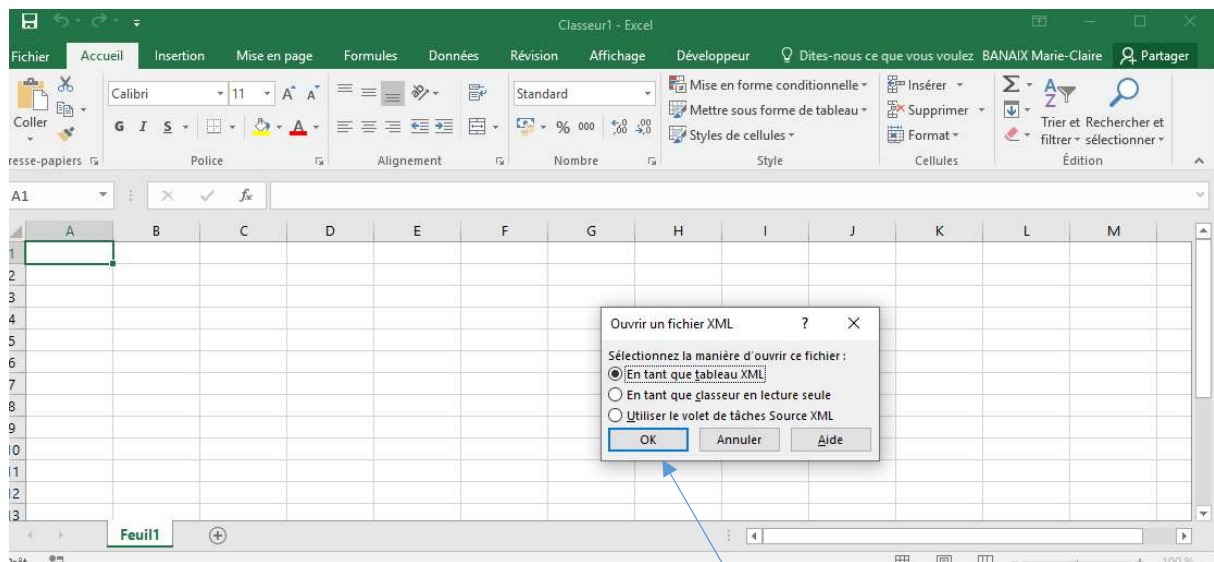 Classeur1 - Excel
Fichier Accueil Insertion Mise en page Formules Données Révision Affichage Développeur Dites-nous ce que vous voulez BANAIX Marie-Claire Partager
Coller
Calibri 11 A A
G I S A
Standard
% 000
Mise en forme conditionnelle
Mettre sous forme de tableau
Styles de cellules
Insérer
Supprimer
Format
Trier et filtrer
Rechercher et sélectionner
resse-papiers Police Alignement Nombre Style Cellules Édition
A1 fx
A B C D E F G H I J K L M
1
2
3
4
5
6
7
8
9
10
11
12
13
Ouvrir un fichier XML ? X
Sélectionnez la manière d'ouvrir ce fichier :
En tant que tableau XML
En tant que classeur en lecture seule
Utiliser le volet de tâches Source XML
OK Annuler Aide
Feuil1
100 %